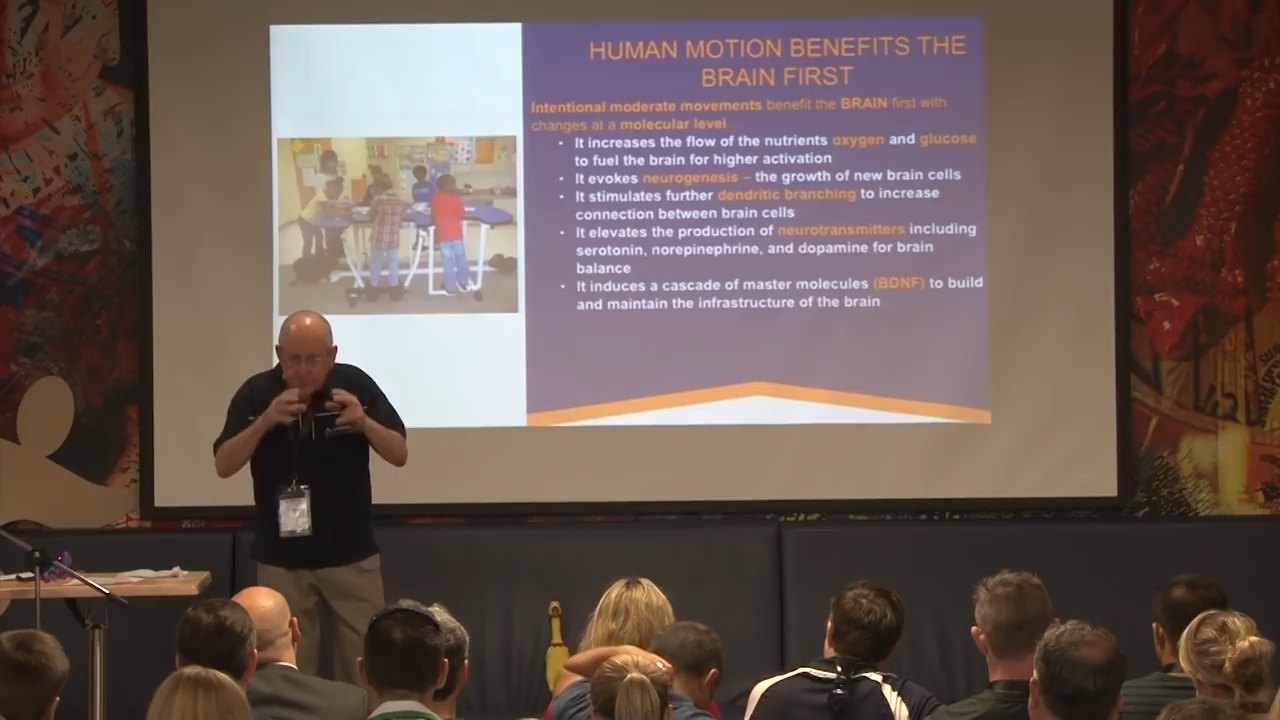 HUMAN MOTION BENEFITS THE
BRAIN FIRST
Intentional moderate movements benefit the BRAIN first with
changes at a molecular level
· It increases the flow of the nutrients oxygen and glucose
to fuel the brain for higher activation
· It evokes neurogenesis – the growth of new brain cells
· It stimulates further dendritic branching to increase
connection between brain cells
· It elevates the production of neurotransmitters including
serotonin, norepinephrine, and dopamine for brain
balance
· It induces a cascade of master molecules (BDNF) to build
and maintain the infrastructure of the brain